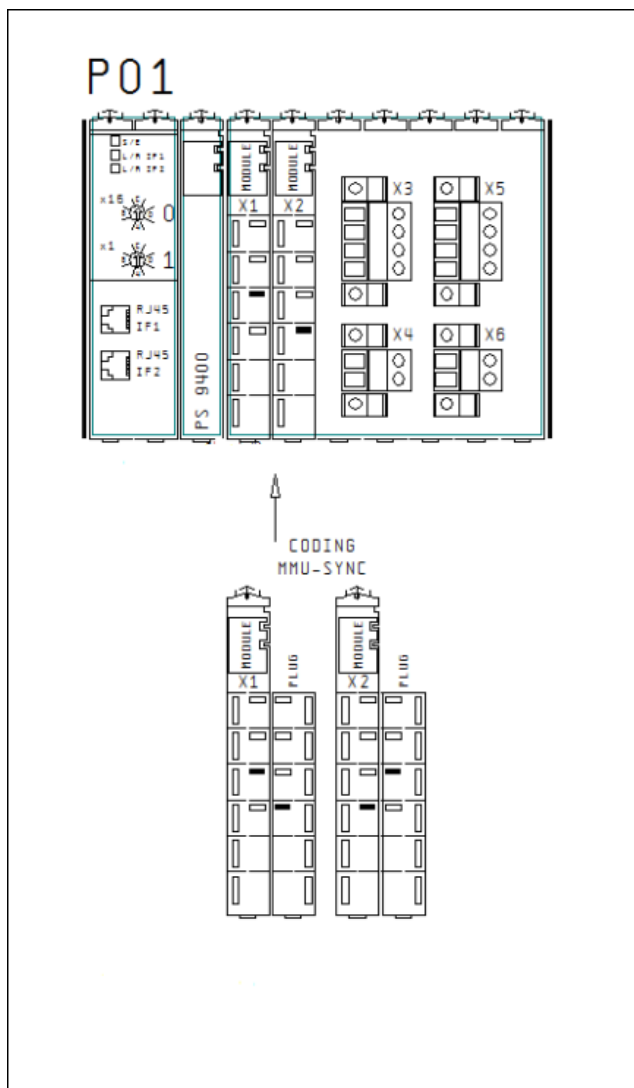 P01
S/E
L/A IF1
L/A IF2
x16 0
x1 1
RJ45
IF1
RJ45
IF2
PS 9400
MODULE
X1
MODULE
X2
X3
X5
X4
X6
CODING
MMU-SYNC
MODULE
X1
PLUG
MODULE
X2
PLUG